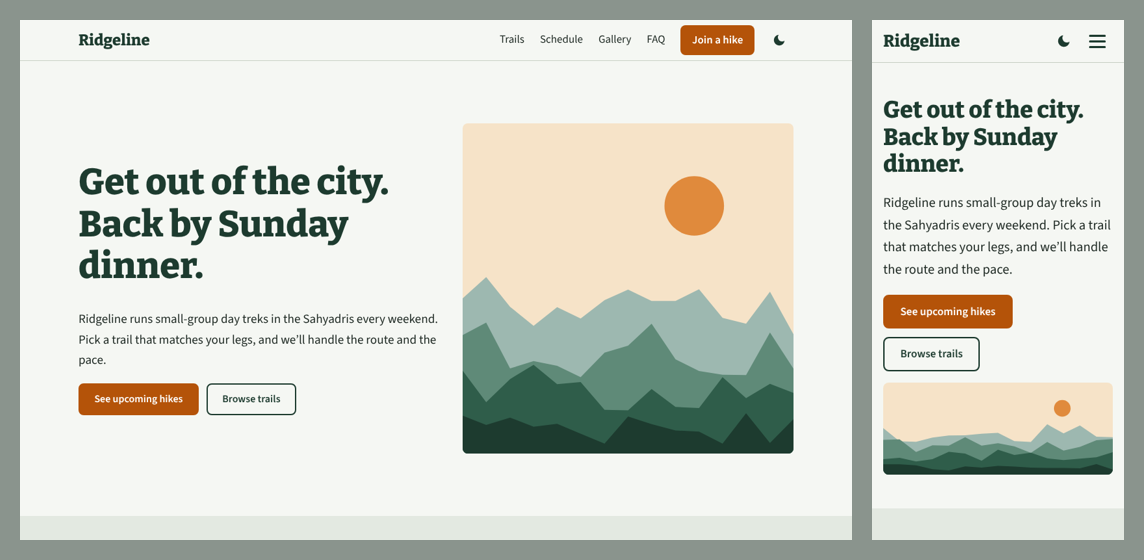 Ridgeline
Trails Schedule Gallery FAQ Join a hike
Get out of the city.
Back by Sunday
dinner.
Ridgeline runs small-group day treks in the Sahyadris every weekend.
Pick a trail that matches your legs, and we'll handle the route and the
pace.
See upcoming hikes Browse trails
Ridgeline
Get out of the city.
Back by Sunday
dinner.
Ridgeline runs small-group day treks in
the Sahyadris every weekend. Pick a trail
that matches your legs, and we'll handle
the route and the pace.
See upcoming hikes
Browse trails